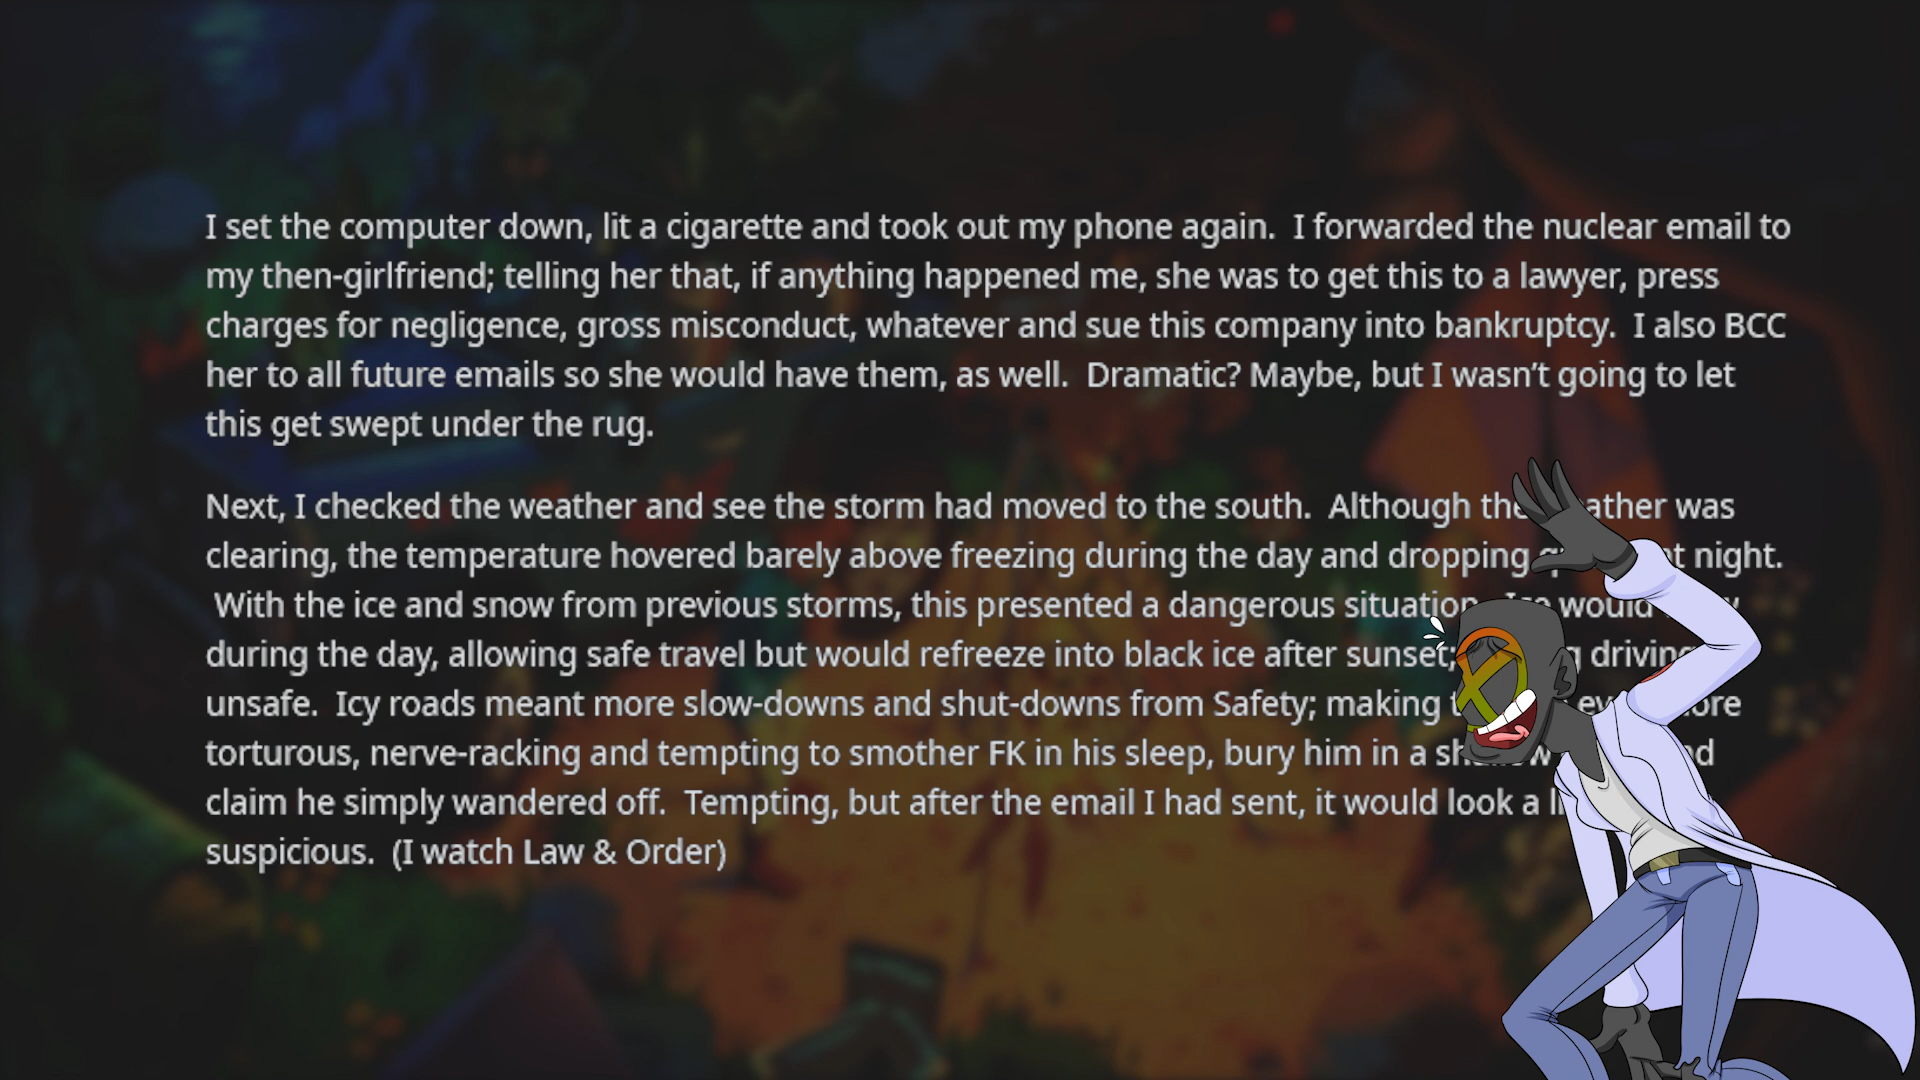 I set the computer down, lit a cigarette and took out my phone again. I forwarded the nuclear email to
my then-girlfriend; telling her that, if anything happened me, she was to get this to a lawyer, press
charges for negligence, gross misconduct, whatever and sue this company into bankruptcy. I also BCC
her to all future emails so she would have them, as well. Dramatic? Maybe, but I wasn't going to let
this get swept under the rug.
Next, I checked the weather and see the storm had moved to the south. Although the was
clearing, the temperature hovered barely above freezing during the day and dropping night.
With the ice and snow from previous storms, this presented a dangerous situation. would
during the day, allowing safe travel but would refreeze into black ice after sunset; driving
unsafe. Icy roads meant more slow-downs and shut-downs from Safety; making
torturous, nerve-racking and tempting to smother FK in his sleep, bury him in a
claim he simply wandered off. Tempting, but after the email I had sent, it would look a
suspicious. (I watch Law & Order)